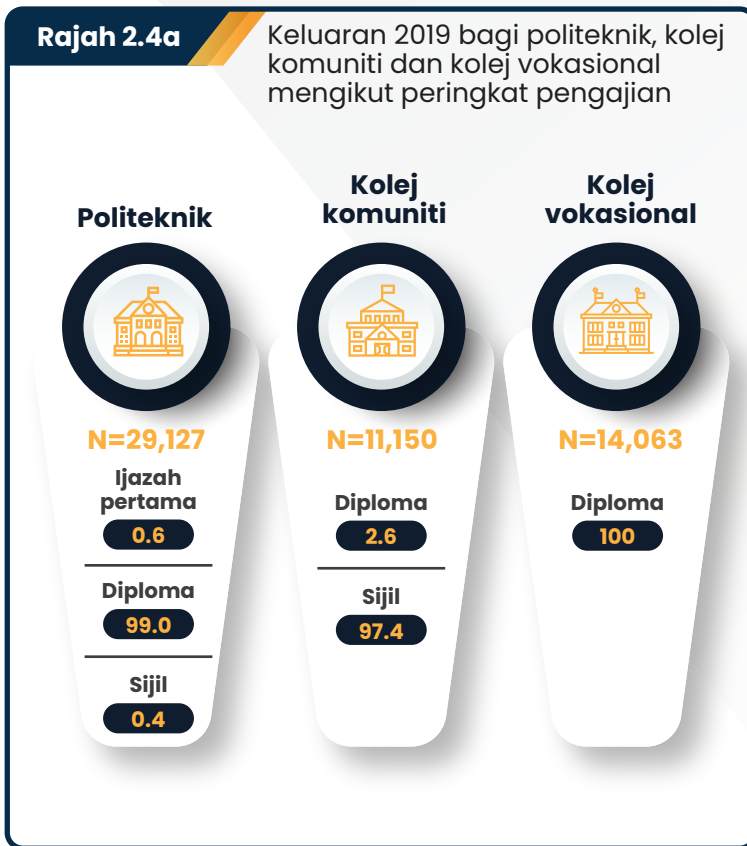 Rajah 2.4a
Keluaran 2019 bagi politeknik, kolej
komuniti dan kolej vokasional
mengikut peringkat pengajian
Politeknik
N=29,127
Ijazah
pertama
0.6
Diploma
99.0
Sijil
0.4
Kolej
komuniti
N=11,150
Diploma
2.6
Sijil
97.4
Kolej
vokasional
N=14,063
Diploma
100